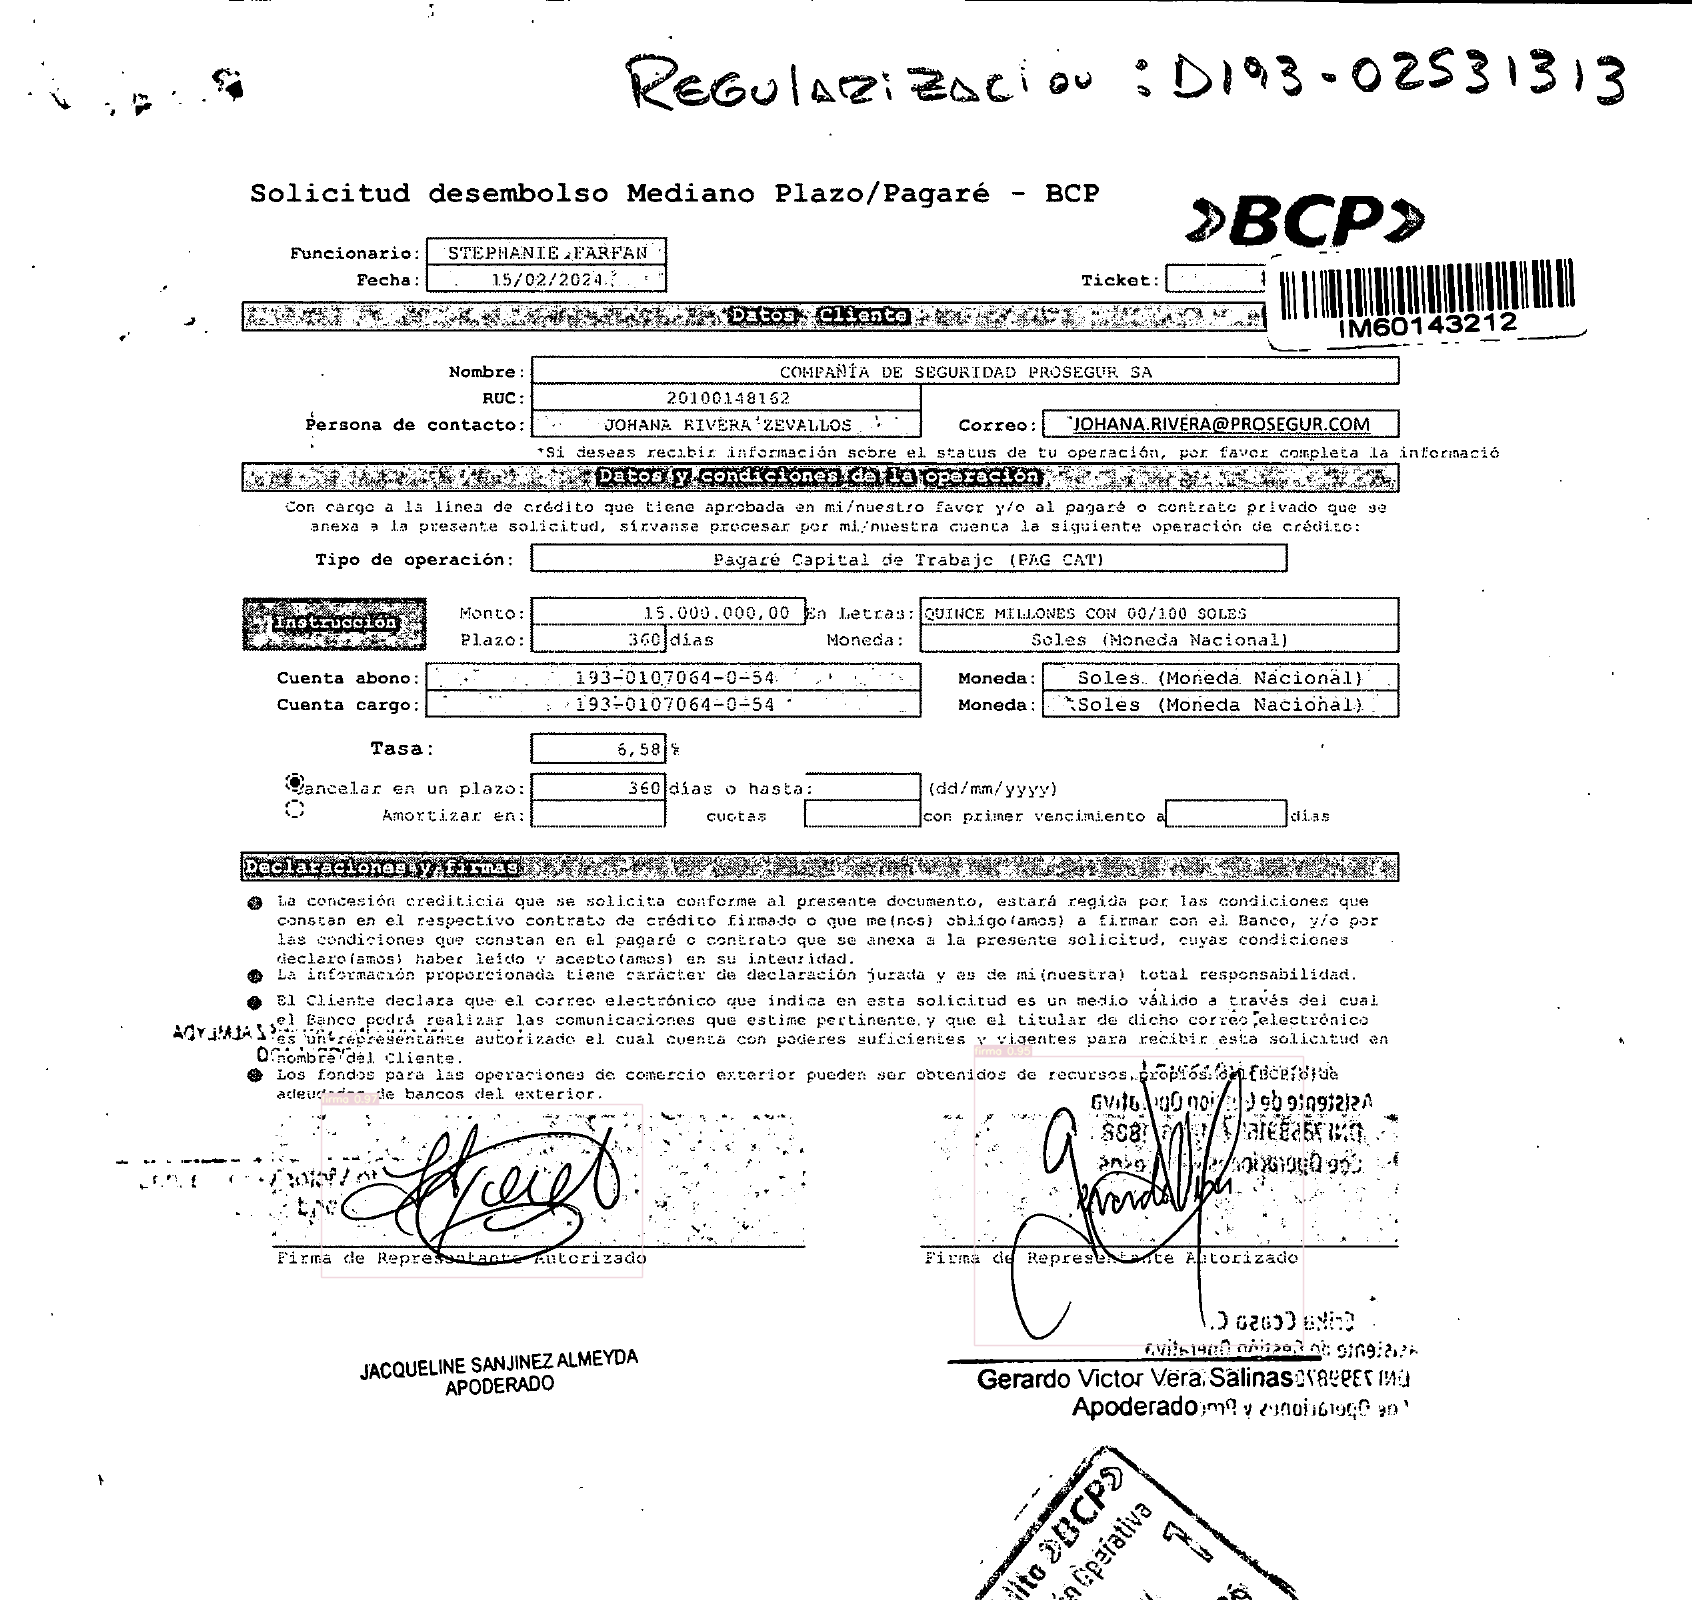 REGULARIZACION : D193-02531313
Solicitud desembolso Mediano Plazo/Pagaré - BCP
BCP
Funcionario: STEPHANIE FARFAN
Fecha: 15/02/2024
Ticket:
IM60143212
Datos Cliente
Nombre: COMPAÑÍA DE SEGURIDAD PROSEGUR SA
RUC: 20100148162
Persona de contacto: JOHANA RIVERA ZEVALLOS Correo: JOHANA.RIVERA@PROSEGUR.COM
*Si deseas recibir información sobre el status de tu operación, por favor completa la informació
Datos y condiciones de la operación
Con cargo a la línea de crédito que tiene aprobada en mi/nuestro favor y/o al pagaré o contrato privado que se
anexa a la presente solicitud, sírvanse procesar por mi/nuestra cuenta la siguiente operación de crédito:
Tipo de operación: Pagaré Capital de Trabajo (PAG CAT)
Instrucción
Monto: 15.000.000,00 En Letras: QUINCE MILLONES CON 00/100 SOLES
Plazo: 360 días Moneda: Soles (Moneda Nacional)
Cuenta abono: 193-0107064-0-54 Moneda: Soles (Moneda Nacional)
Cuenta cargo: 193-0107064-0-54 Moneda: Soles (Moneda Nacional)
Tasa: 6,58 %
Cancelar en un plazo: 360 días o hasta: (dd/mm/yyyy)
Amortizar en: cuotas con primer vencimiento a días
Declaraciones y firmas
La concesión crediticia que se solicita conforme al presente documento, estará regida por las condiciones que
constan en el respectivo contrato de crédito firmado o que me(nos) obligo(amos) a firmar con el Banco, y/o por
las condiciones que constan en el pagaré o contrato que se anexa a la presente solicitud, cuyas condiciones
declaro(amos) haber leído y acepto(amos) en su integridad.
La información proporcionada tiene carácter de declaración jurada y es de mi(nuestra) total responsabilidad.
El Cliente declara que el correo electrónico que indica en esta solicitud es un medio válido a través del cual
el Banco podrá realizar las comunicaciones que estime pertinente y que el titular de dicho correo electrónico
es un representante autorizado el cual cuenta con poderes suficientes y vigentes para recibir esta solicitud en
nombre del Cliente.
Los fondos para las operaciones de comercio exterior pueden ser obtenidos de recursos propios del BCP o de
adeudados de bancos del exterior.
firma 0.97
firma 0.95
Firma de Representante Autorizado
Firma de Representante Autorizado
JACQUELINE SANJINEZ ALMEYDA
APODERADO
Gerardo Victor Vera Salinas
Apoderado
BCP
Operativa
1